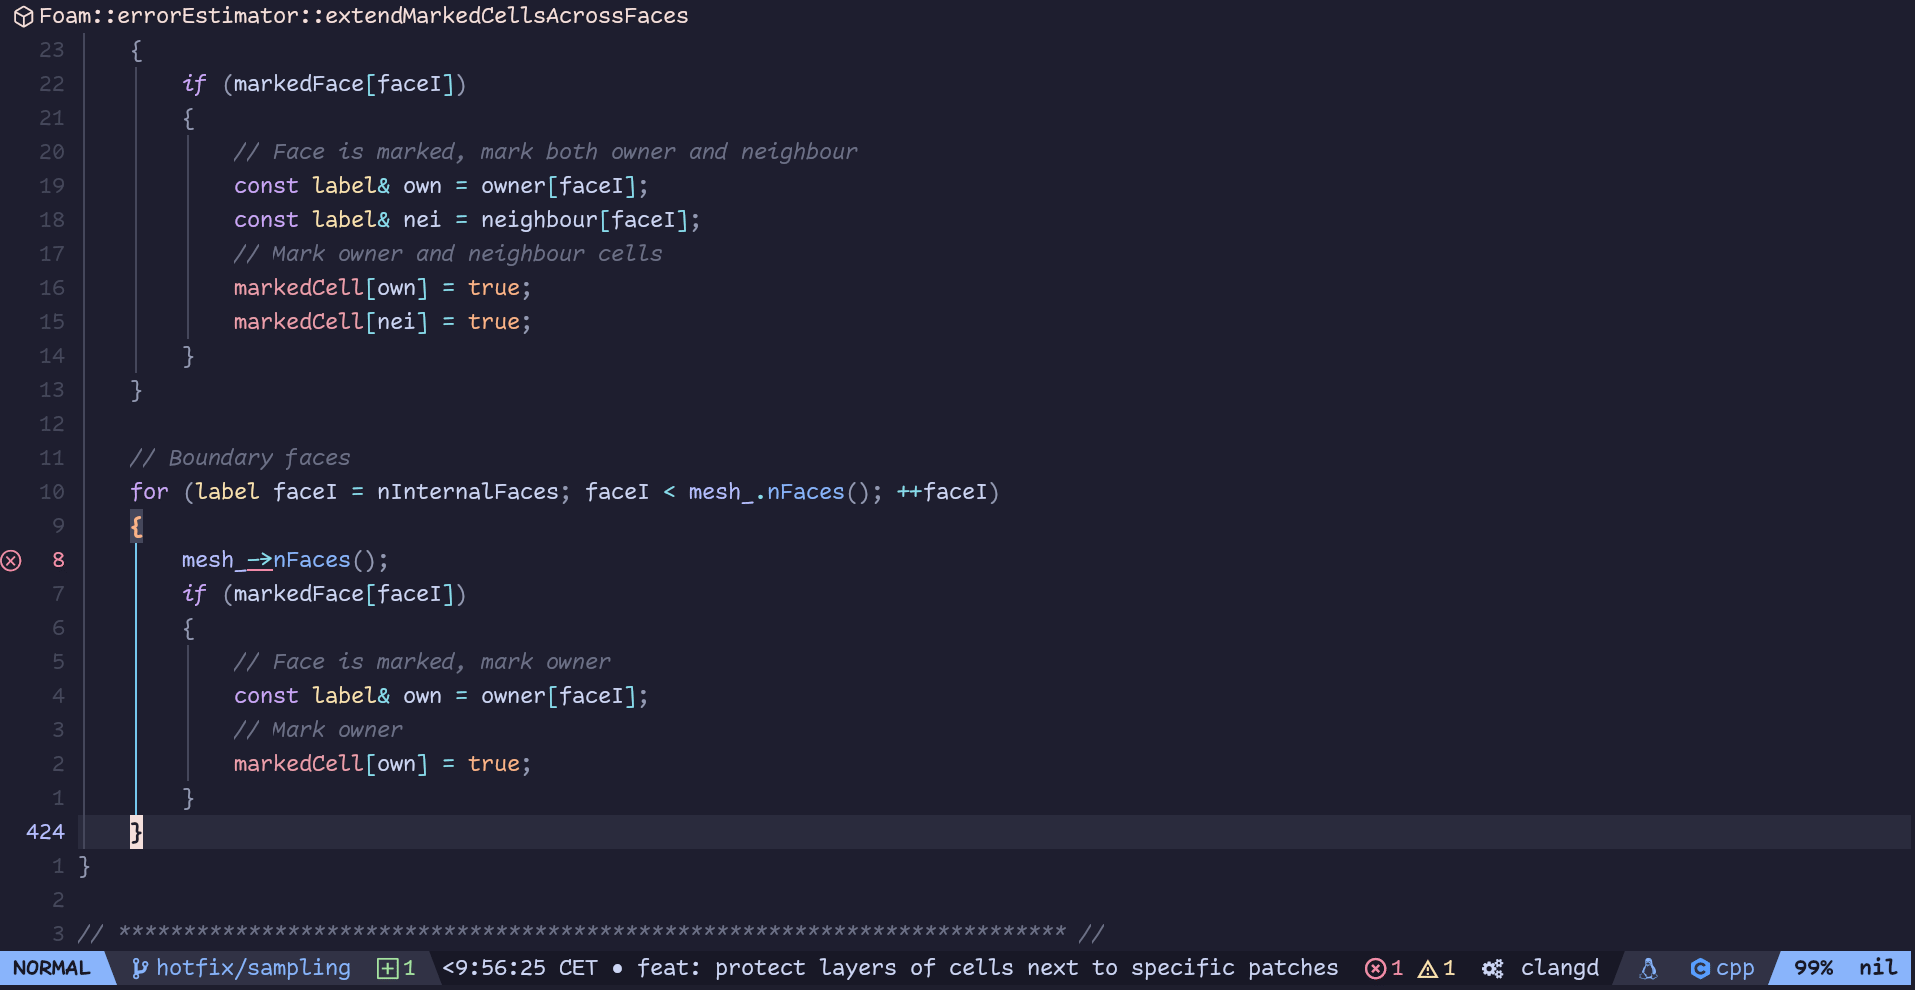 Foam::errorEstimator::extendMarkedCellsAcrossFaces
23 {
22 if (markedFace[faceI])
21 {
20 // Face is marked, mark both owner and neighbour
19 const label& own = owner[faceI];
18 const label& nei = neighbour[faceI];
17 // Mark owner and neighbour cells
16 markedCell[own] = true;
15 markedCell[nei] = true;
14 }
13 }
12
11 // Boundary faces
10 for (label faceI = nInternalFaces; faceI < mesh_.nFaces(); ++faceI)
9 {
8 mesh_->nFaces();
7 if (markedFace[faceI])
6 {
5 // Face is marked, mark owner
4 const label& own = owner[faceI];
3 // Mark owner
2 markedCell[own] = true;
1 }
424 }
1 }
2
3 // ************************************************************************* //
NORMAL hotfix/sampling 1 <9:56:25 CET • feat: protect layers of cells next to specific patches 1 1 clangd cpp 99% nil